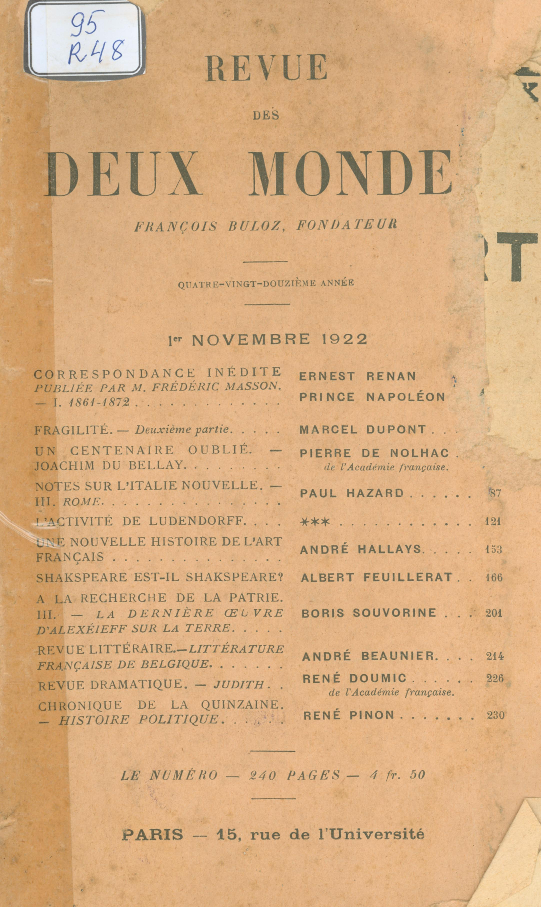 95
R48
REVUE
DES
DEUX MONDE
RT
FRANÇOIS BULOZ, FONDATEUR
QUATRE-VINGT-DOUZIÈME ANNÉE
1er NOVEMBRE 1922
CORRESPONDANCE INÉDITE
PUBLIÉE PAR M. FRÉDÉRIC MASSON.
— I. 1861-1872 . . . . . . . . . . . . .
ERNEST RENAN
PRINCE NAPOLÉON
FRAGILITÉ. — Deuxième partie. . . . . . MARCEL DUPONT . . .
UN CENTENAIRE OUBLIÉ. —
JOACHIM DU BELLAY. . . . . . . . .
PIERRE DE NOLHAC .
de l'Académie française.
NOTES SUR L'ITALIE NOUVELLE. —
III. ROME. . . . . . . . . . . . . . . .
PAUL HAZARD . . . . . . 87
L'ACTIVITÉ DE LUDENDORFF. . . . . *** . . . . . . . . . . . . 121
UNE NOUVELLE HISTOIRE DE L'ART
FRANÇAIS . . . . . . . . . . . . . . .
ANDRÉ HALLAYS. . . . . 153
SHAKSPEARE EST-IL SHAKSPEARE? ALBERT FEUILLERAT . . 166
A LA RECHERCHE DE LA PATRIE.
III. — LA DERNIÈRE ŒUVRE
D'ALEXÉIEFF SUR LA TERRE. . . . . .
BORIS SOUVORINE . . . 201
REVUE LITTÉRAIRE.—LITTÉRATURE
FRANÇAISE DE BELGIQUE. . . . . . .
ANDRÉ BEAUNIER. . . . 214
REVUE DRAMATIQUE. — JUDITH. . . RENÉ DOUMIC . . . . . . 226
de l'Académie française.
CHRONIQUE DE LA QUINZAINE.
— HISTOIRE POLITIQUE. . . . . . .
RENÉ PINON . . . . . . . 230
LE NUMÉRO — 240 PAGES — 4 fr. 50
PARIS — 15, rue de l'Université